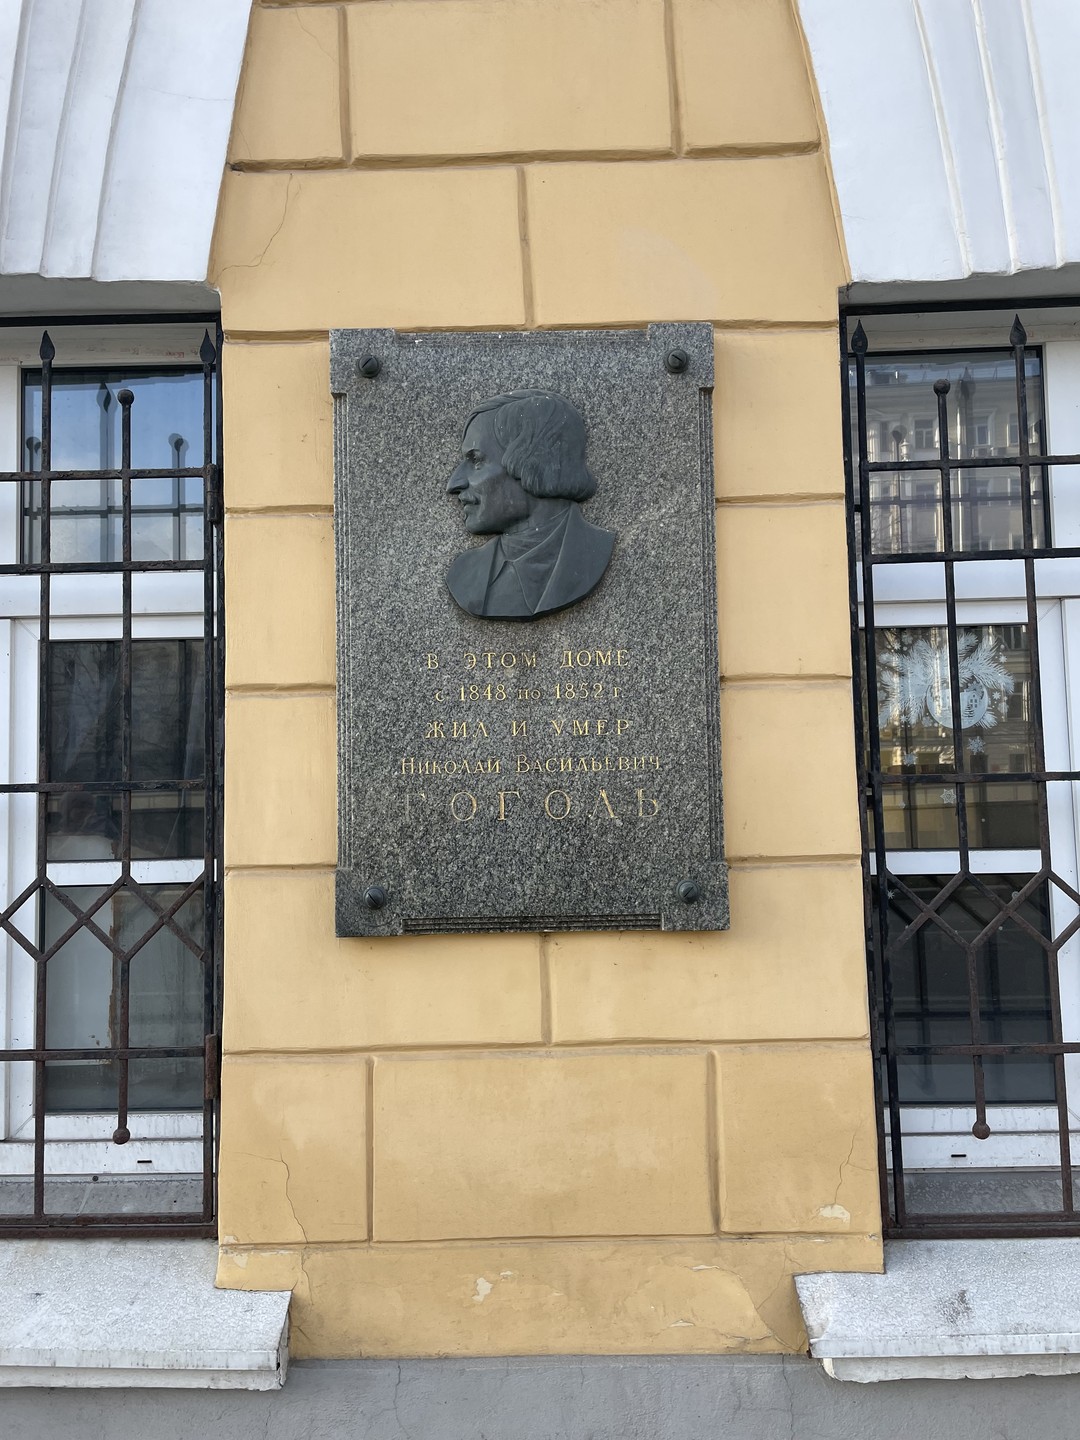 В ЭТОМ ДОМЕ
с 1848 по 1852 г
ЖИЛ И УМЕР
Николай Васильевич
ГОГОЛЬ